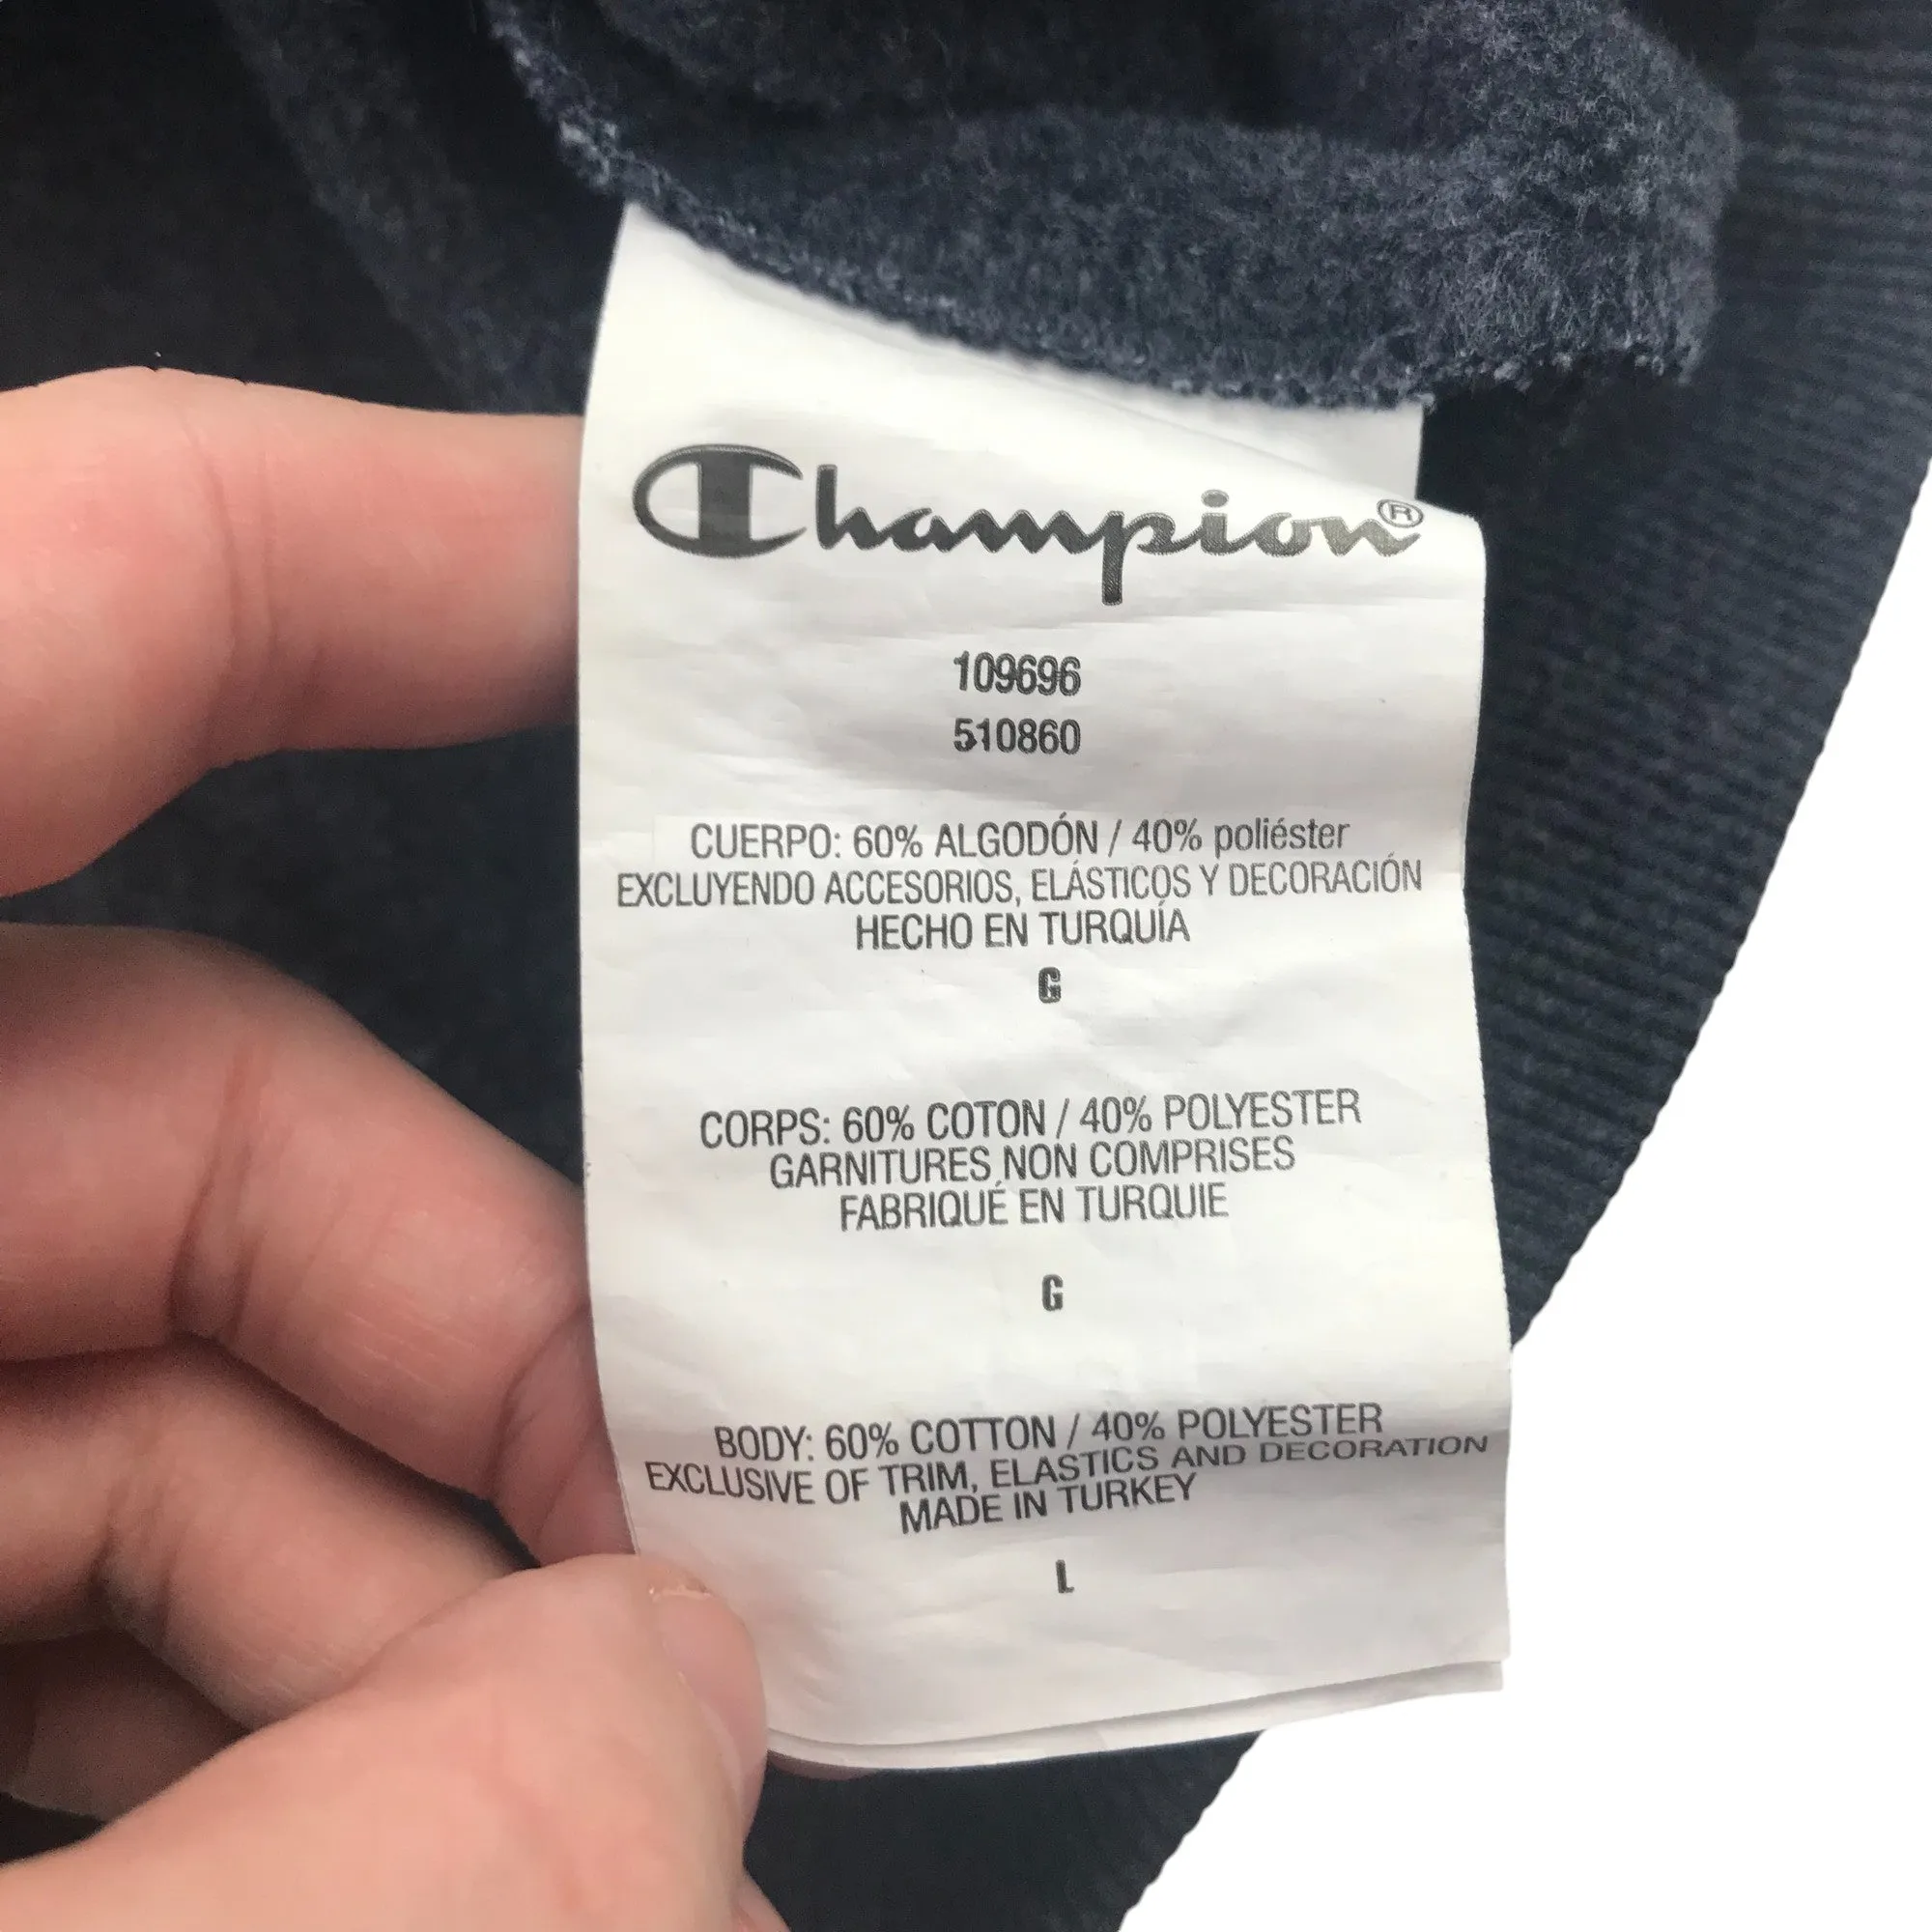 Champion®
109696
510860
CUERPO: 60% ALGODÓN / 40% poliéster
EXCLUYENDO ACCESORIOS, ELÁSTICOS Y DECORACIÓN
HECHO EN TURQUÍA
G
CORPS: 60% COTON / 40% POLYESTER
GARNITURES NON COMPRISES
FABRIQUÉ EN TURQUIE
G
BODY: 60% COTTON / 40% POLYESTER
EXCLUSIVE OF TRIM, ELASTICS AND DECORATION
MADE IN TURKEY
L